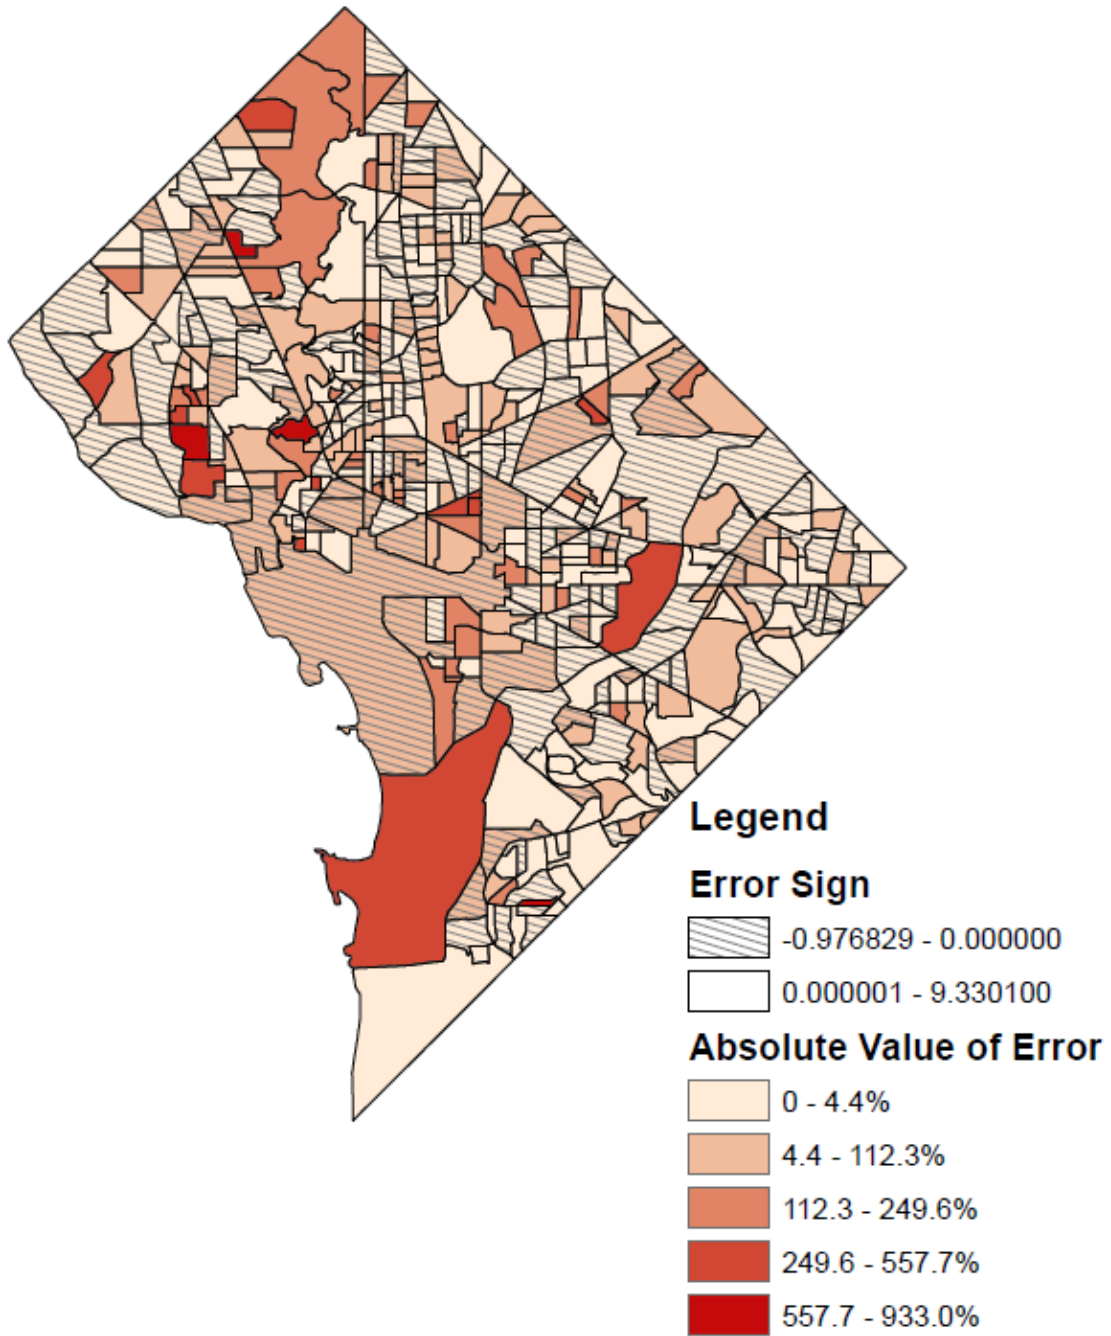 Legend
Error Sign
-0.976829 - 0.000000
0.000001 - 9.330100
Absolute Value of Error
0 - 4.4%
4.4 - 112.3%
112.3 - 249.6%
249.6 - 557.7%
557.7 - 933.0%